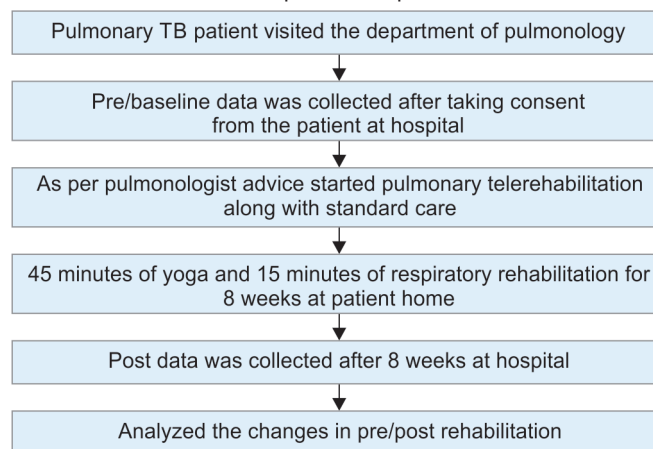 Pulmonary TB patient visited the department of pulmonology
Pre/baseline data was collected after taking consent
from the patient at hospital
As per pulmonologist advice started pulmonary telerehabilitation
along with standard care
45 minutes of yoga and 15 minutes of respiratory rehabilitation for
8 weeks at patient home
Post data was collected after 8 weeks at hospital
Analyzed the changes in pre/post rehabilitation